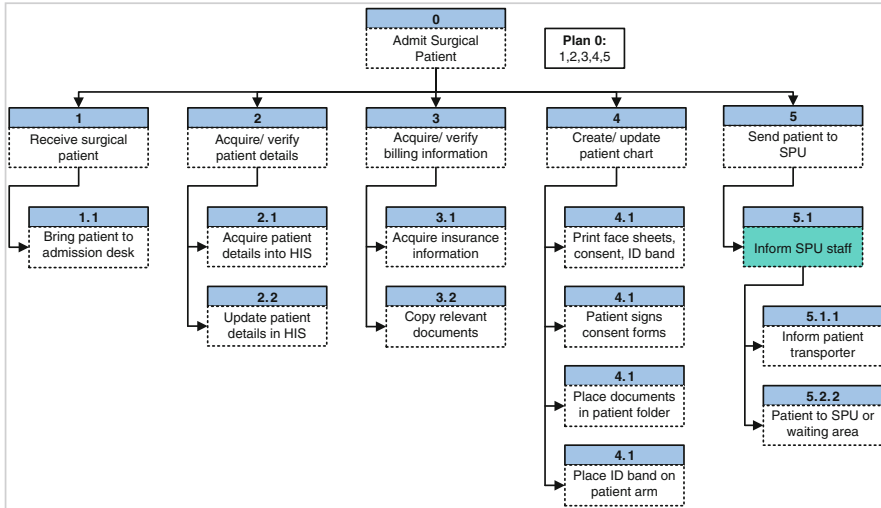 0
Admit Surgical
Patient
Plan 0:
1,2,3,4,5
1
Receive surgical
patient
2
Acquire/ verify
patient details
3
Acquire/ verify
billing information
4
Create/ update
patient chart
5
Send patient to
SPU
1.1
Bring patient to
admission desk
2.1
Acquire patient
details into HIS
2.2
Update patient
details in HIS
3.1
Acquire insurance
information
3.2
Copy relevant
documents
4.1
Print face sheets,
consent, ID band
4.1
Patient signs
consent forms
4.1
Place documents
in patient folder
4.1
Place ID band on
patient arm
5.1
Inform SPU staff
5.1.1
Inform patient
transporter
5.2.2
Patient to SPU or
waiting area